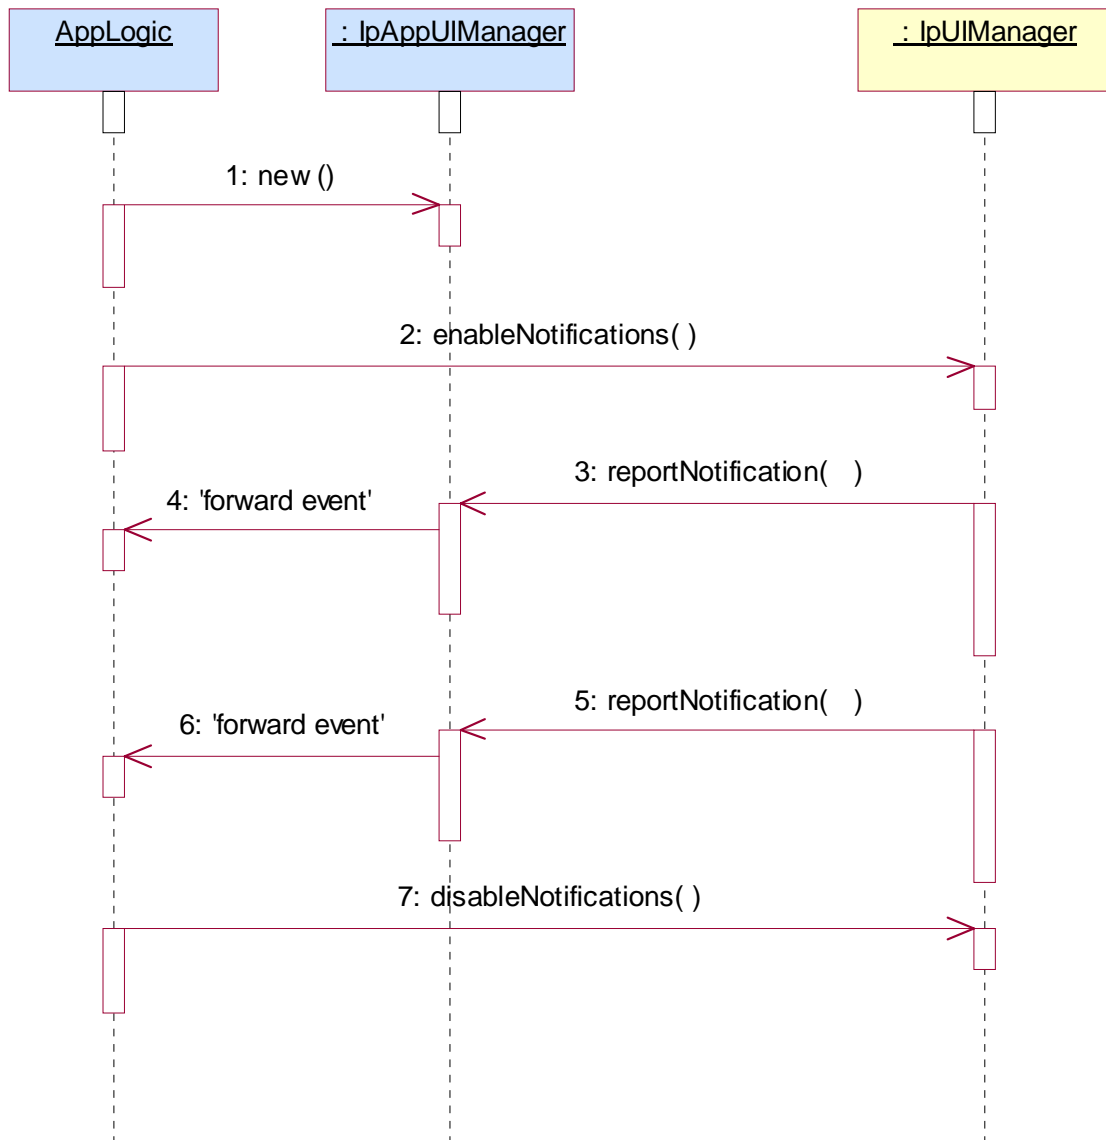 AppLogic
: IpAppUIManager
: IpUIManager
1: new ()
2: enableNotifications( )
3: reportNotification( )
4: 'forward event'
5: reportNotification( )
6: 'forward event'
7: disableNotifications( )